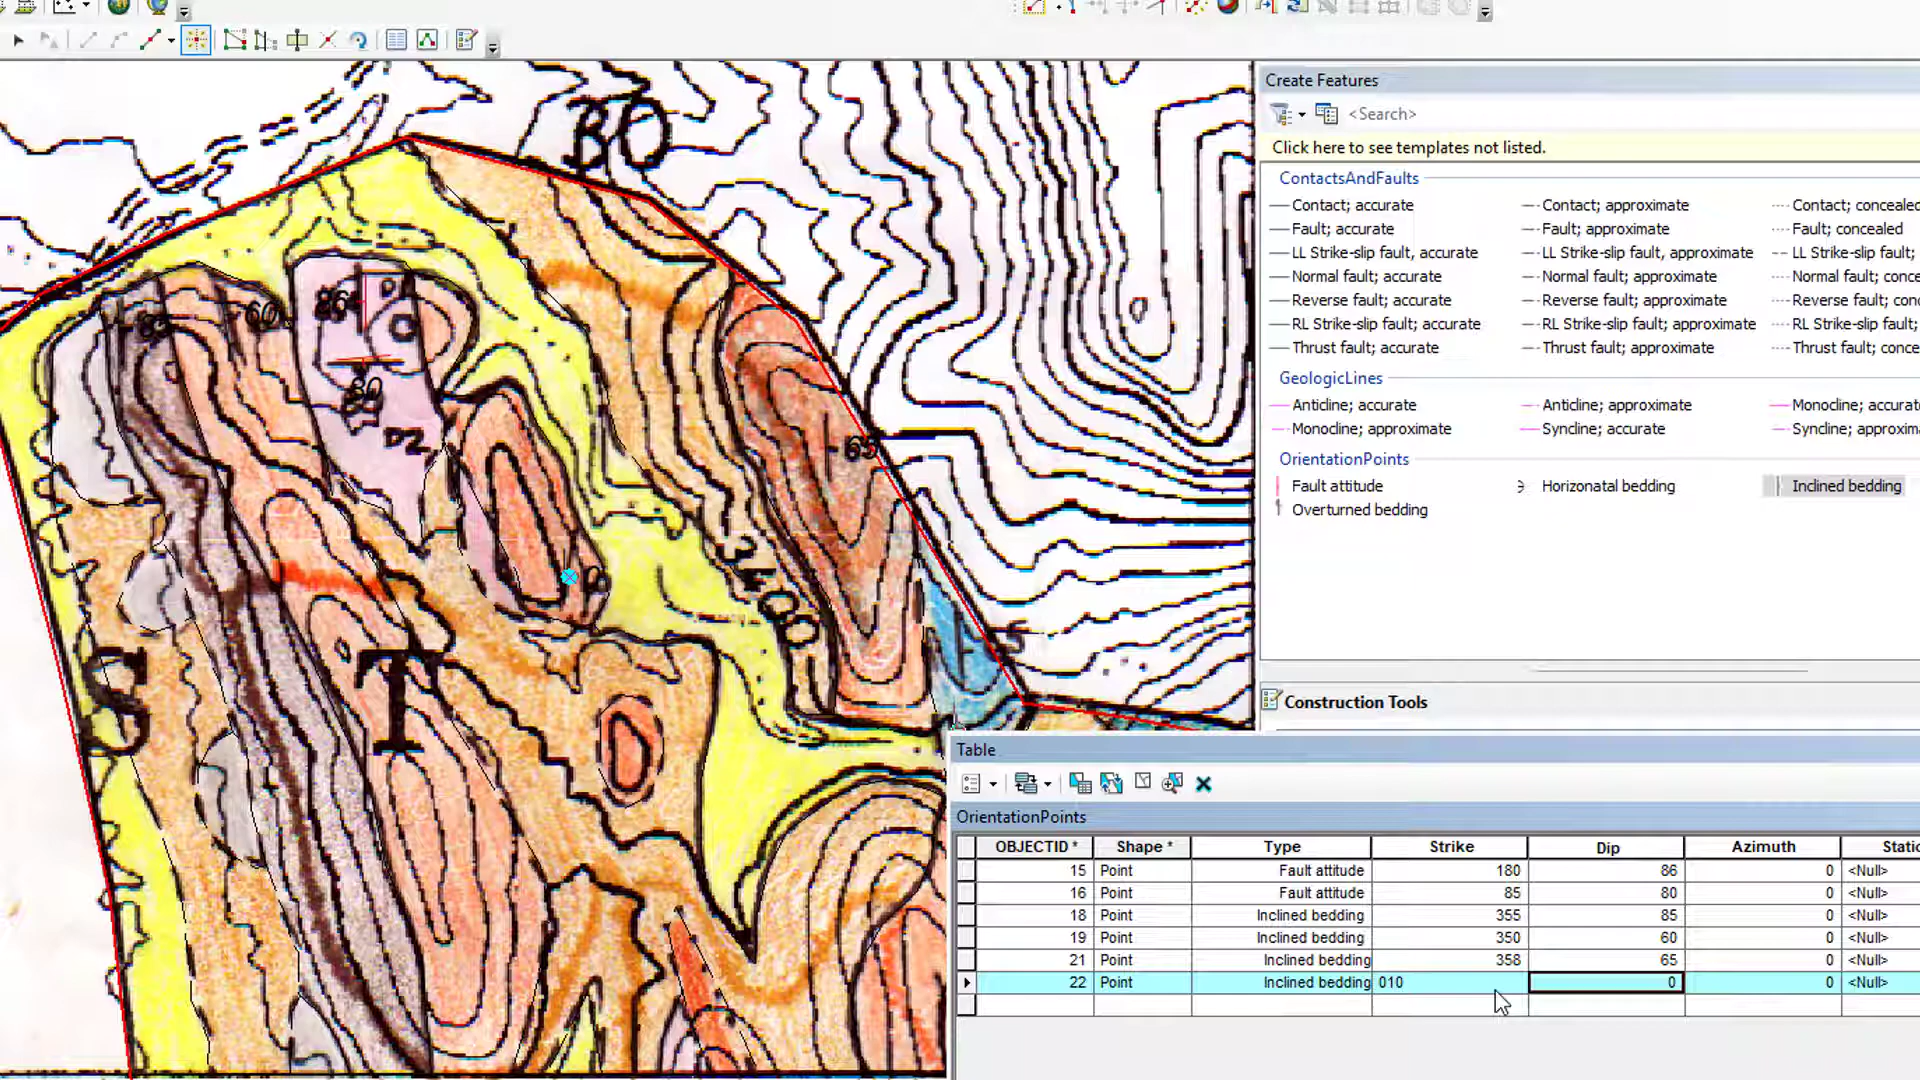 Create Features
<Search>
Click here to see templates not listed.
ContactsAndFaults
Contact; accurate Contact; approximate Contact; concealed
Fault; accurate Fault; approximate Fault; concealed
LL Strike-slip fault, accurate LL Strike-slip fault, approximate LL Strike-slip fault;
Normal fault; accurate Normal fault; approximate Normal fault; conce
Reverse fault; accurate Reverse fault; approximate Reverse fault; con
RL Strike-slip fault; accurate RL Strike-slip fault; approximate RL Strike-slip fault;
Thrust fault; accurate Thrust fault; approximate Thrust fault; conce
GeologicLines
Anticline; accurate Anticline; approximate Monocline; accurat
Monocline; approximate Syncline; accurate Syncline; approxima
OrientationPoints
Fault attitude Horizonatal bedding Inclined bedding
Overturned bedding
Construction Tools
Table
OrientationPoints
OBJECTID * Shape * Type Strike Dip Azimuth Static
15 Point Fault attitude 180 86 0 <Null>
16 Point Fault attitude 85 80 0 <Null>
18 Point Inclined bedding 355 85 0 <Null>
19 Point Inclined bedding 350 60 0 <Null>
21 Point Inclined bedding 358 65 0 <Null>
22 Point Inclined bedding 010 0 0 <Null>
30
60
86
80
65
3400
S
T